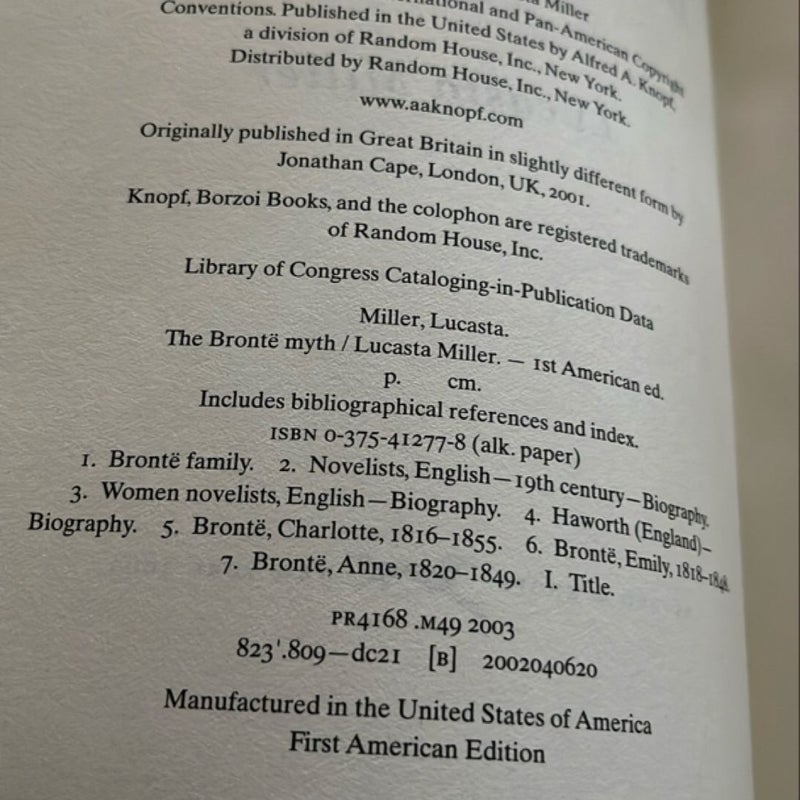 Miller
and Pan-American Copyright
Conventions. Published in the United States by Alfred A. Knopf,
a division of Random House, Inc., New York.
Distributed by Random House, Inc., New York.
www.aaknopf.com
Originally published in Great Britain in slightly different form by
Jonathan Cape, London, UK, 2001.
Knopf, Borzoi Books, and the colophon are registered trademarks
of Random House, Inc.
Library of Congress Cataloging-in-Publication Data
Miller, Lucasta.
The Brontë myth / Lucasta Miller. — 1st American ed.
p. cm.
Includes bibliographical references and index.
ISBN 0-375-41277-8 (alk. paper)
1. Brontë family. 2. Novelists, English—19th century—Biography.
3. Women novelists, English—Biography. 4. Haworth (England)–
Biography. 5. Brontë, Charlotte, 1816–1855. 6. Brontë, Emily, 1818–1848.
7. Brontë, Anne, 1820–1849. I. Title.
PR4168 .M49 2003
823'.809—dc21 [B] 2002040620
Manufactured in the United States of America
First American Edition